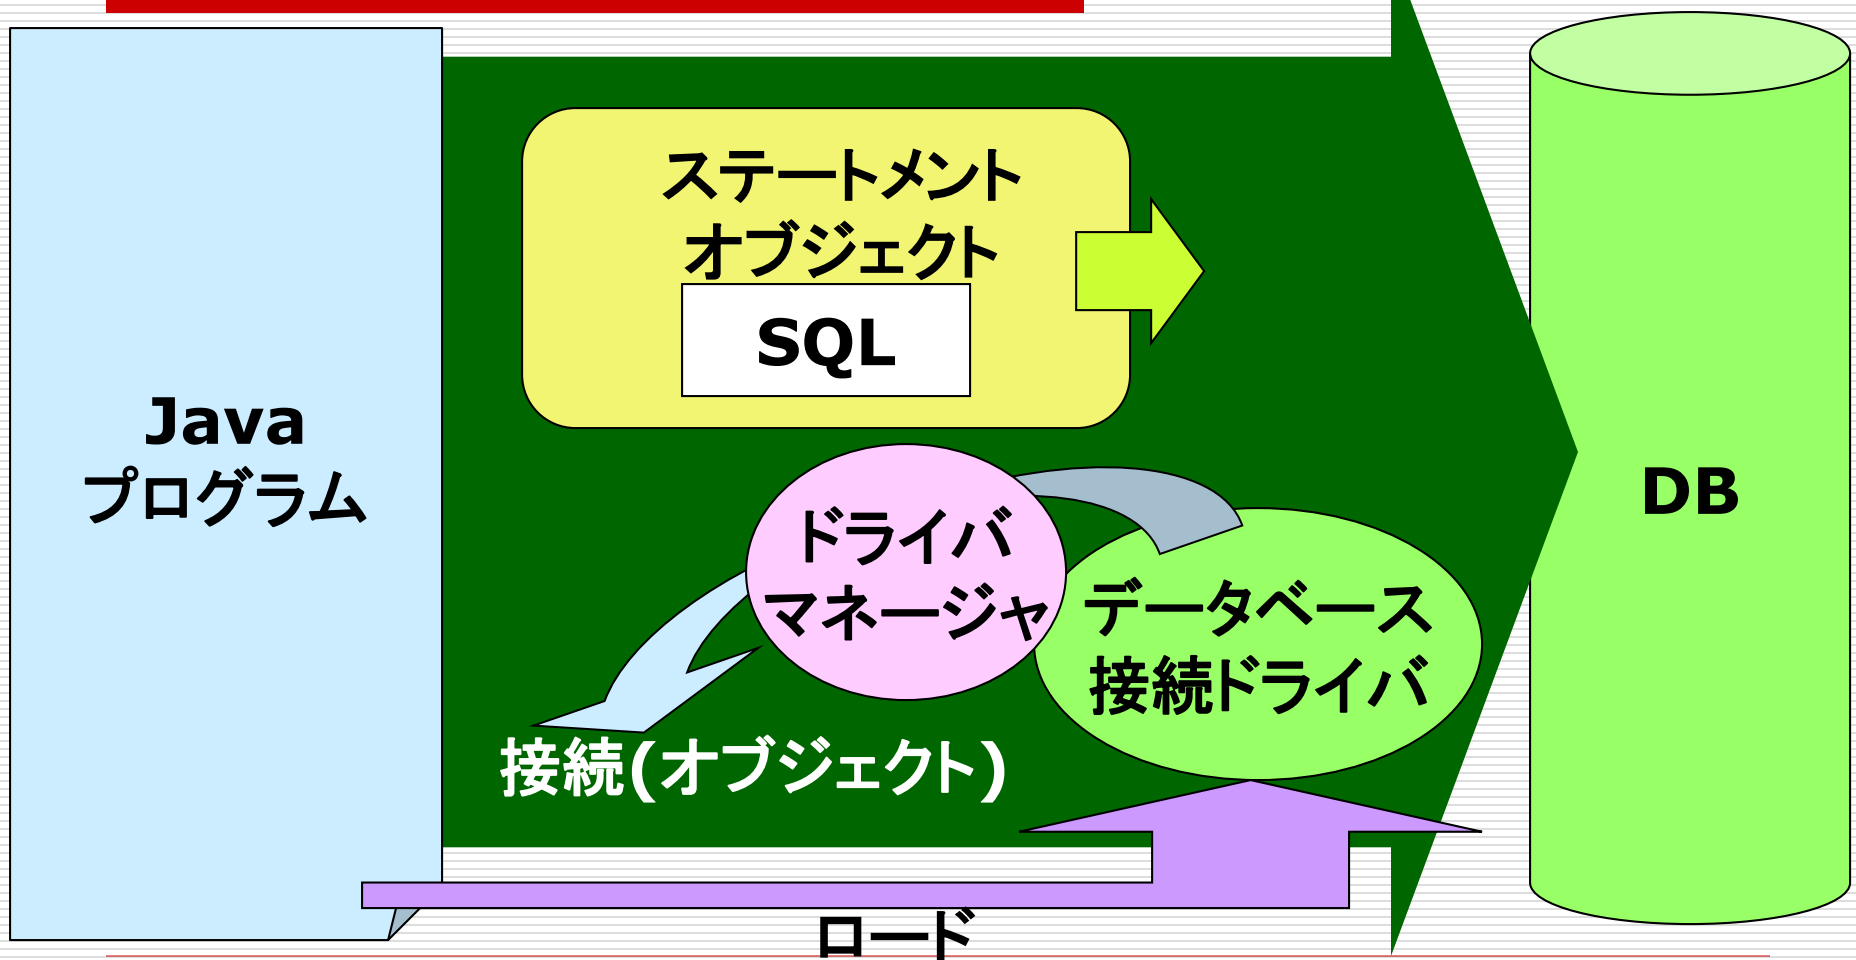 Java
プログラム
ステートメント
オブジェクト
SQL
ドライバ
マネージャ
データベース
接続ドライバ
接続(オブジェクト)
DB
ロード